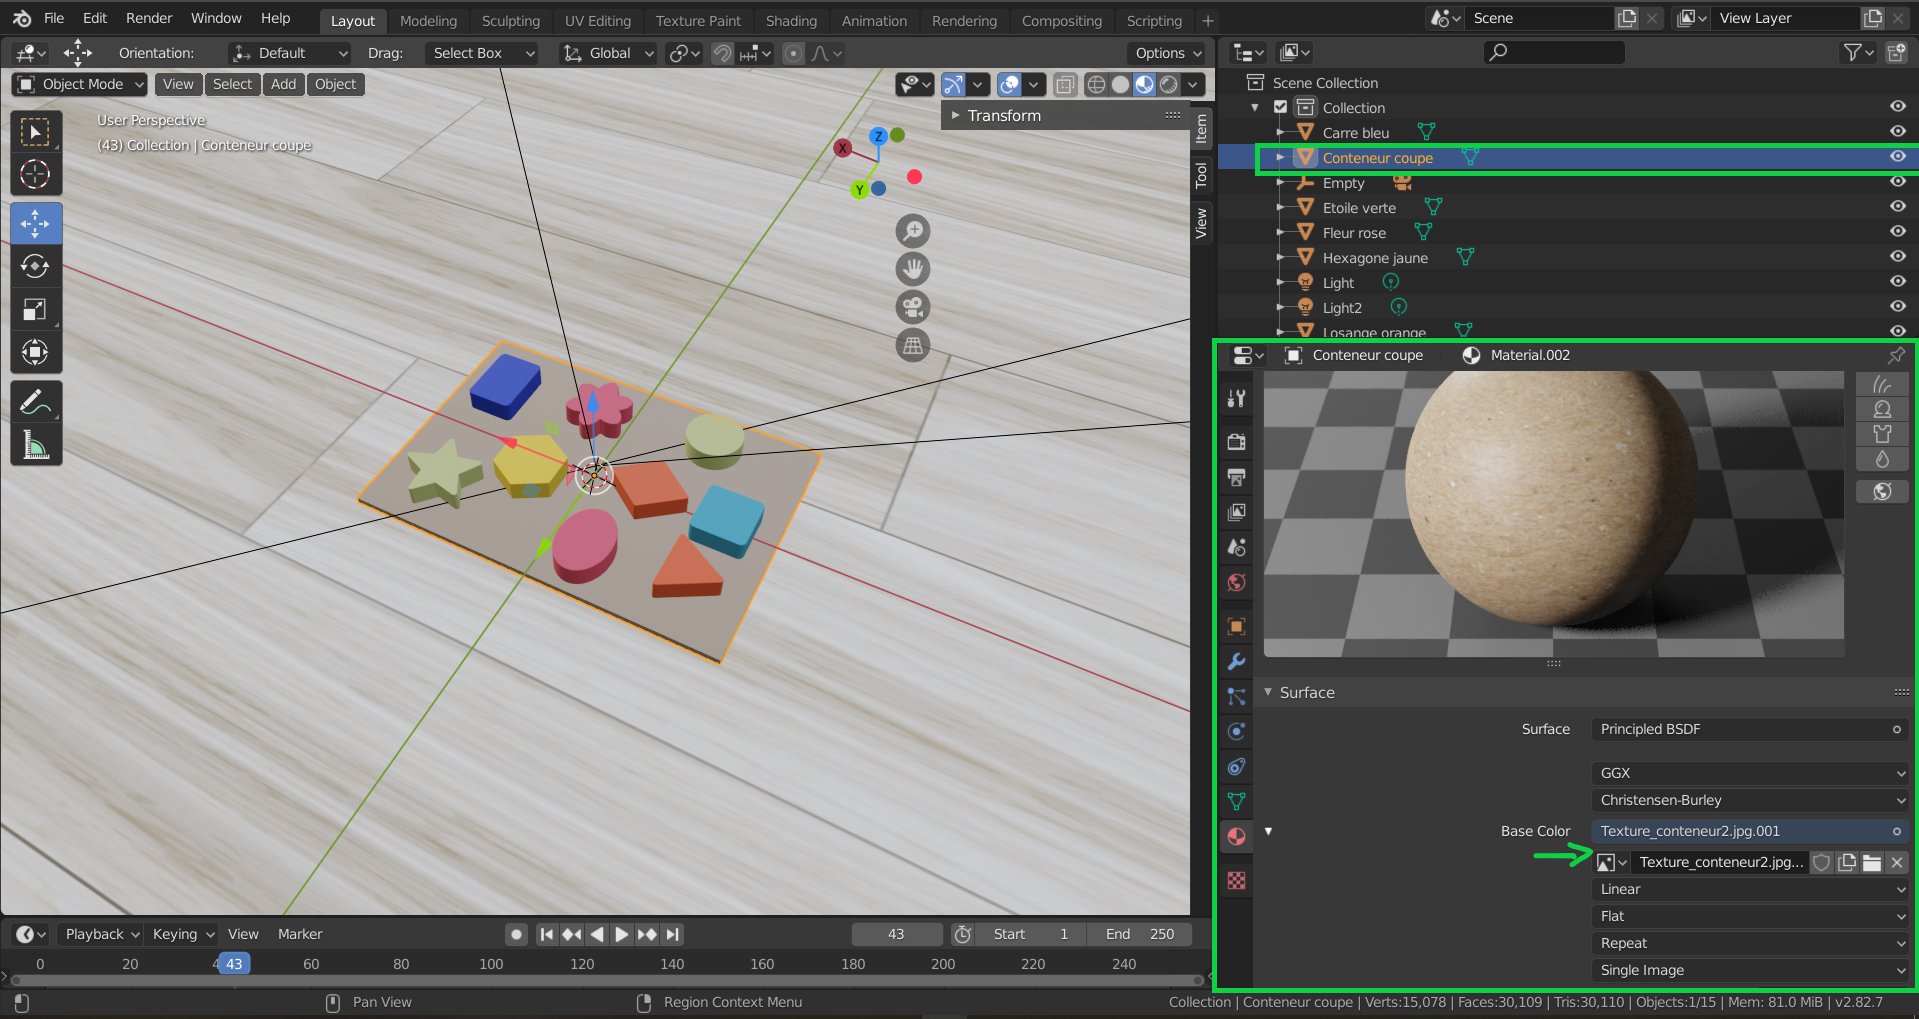 File Edit Render Window Help Layout Modeling Sculpting UV Editing Texture Paint Shading Animation Rendering Compositing Scripting + Scene View Layer
Orientation: Default Drag: Select Box Global Options
Object Mode View Select Add Object
User Perspective
(43) Collection | Conteneur coupe
Transform
Item
Tool
View
X
Y
Z
Scene Collection
Collection
Carre bleu
Conteneur coupe
Empty
Etoile verte
Fleur rose
Hexagone jaune
Light
Light2
Losange orange
Conteneur coupe Material.002
Surface
Surface Principled BSDF
GGX
Christensen-Burley
Base Color Texture_conteneur2.jpg.001
Texture_conteneur2.jpg...
Linear
Flat
Repeat
Single Image
Playback Keying View Marker 43 Start 1 End 250
0 20 4 43 60 80 100 120 140 160 180 200 220 240
Pan View Region Context Menu Collection | Conteneur coupe | Verts:15,078 | Faces:30,109 | Tris:30,110 | Objects:1/15 | Mem: 81.0 MiB | v2.82.7